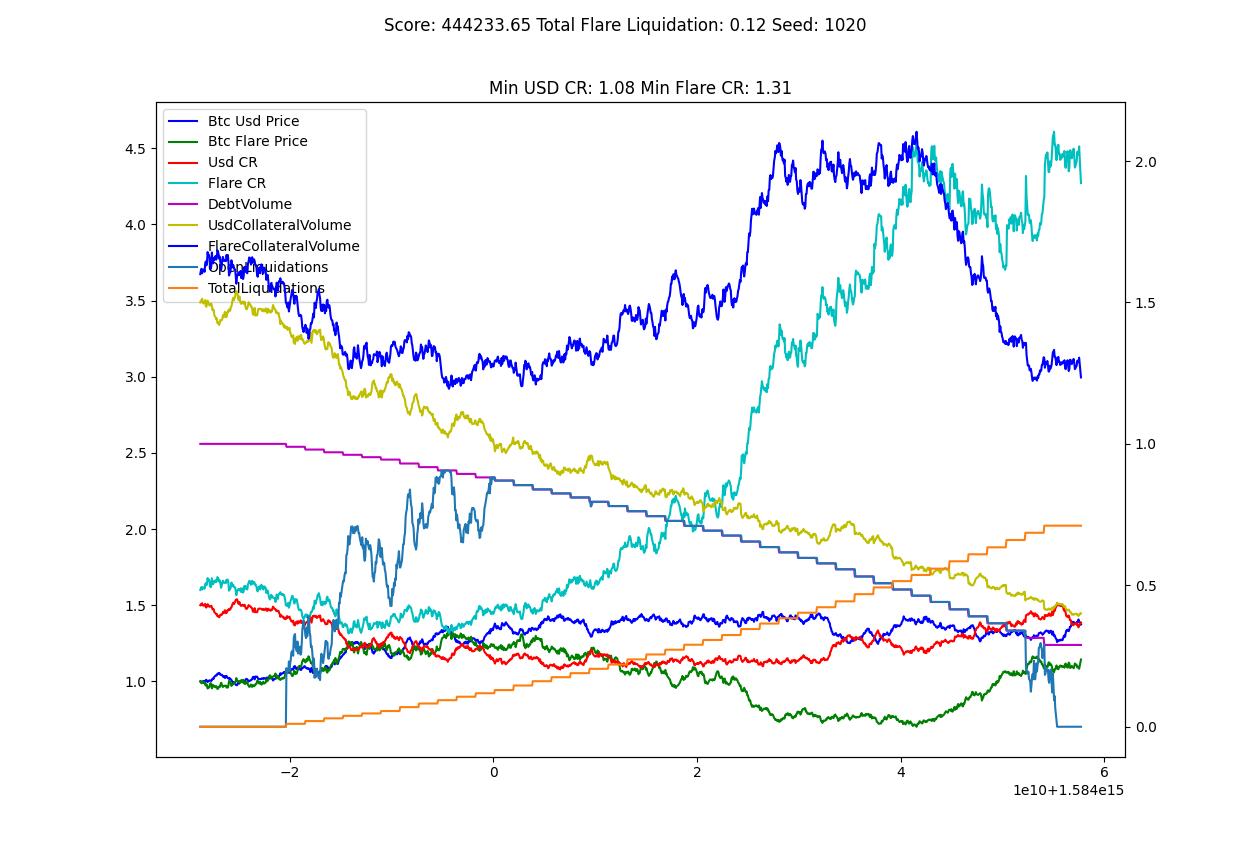 Score: 444233.65 Total Flare Liquidation: 0.12 Seed: 1020
Min USD CR: 1.08 Min Flare CR: 1.31
Btc Usd Price
Btc Flare Price
Usd CR
Flare CR
DebtVolume
UsdCollateralVolume
FlareCollateralVolume
OpenLiquidations
TotalLiquidations
4.5
4.0
3.5
3.0
2.5
2.0
1.5
1.0
2.0
1.5
1.0
0.5
0.0
−2
0
2
4
6
1e10+1.584e15